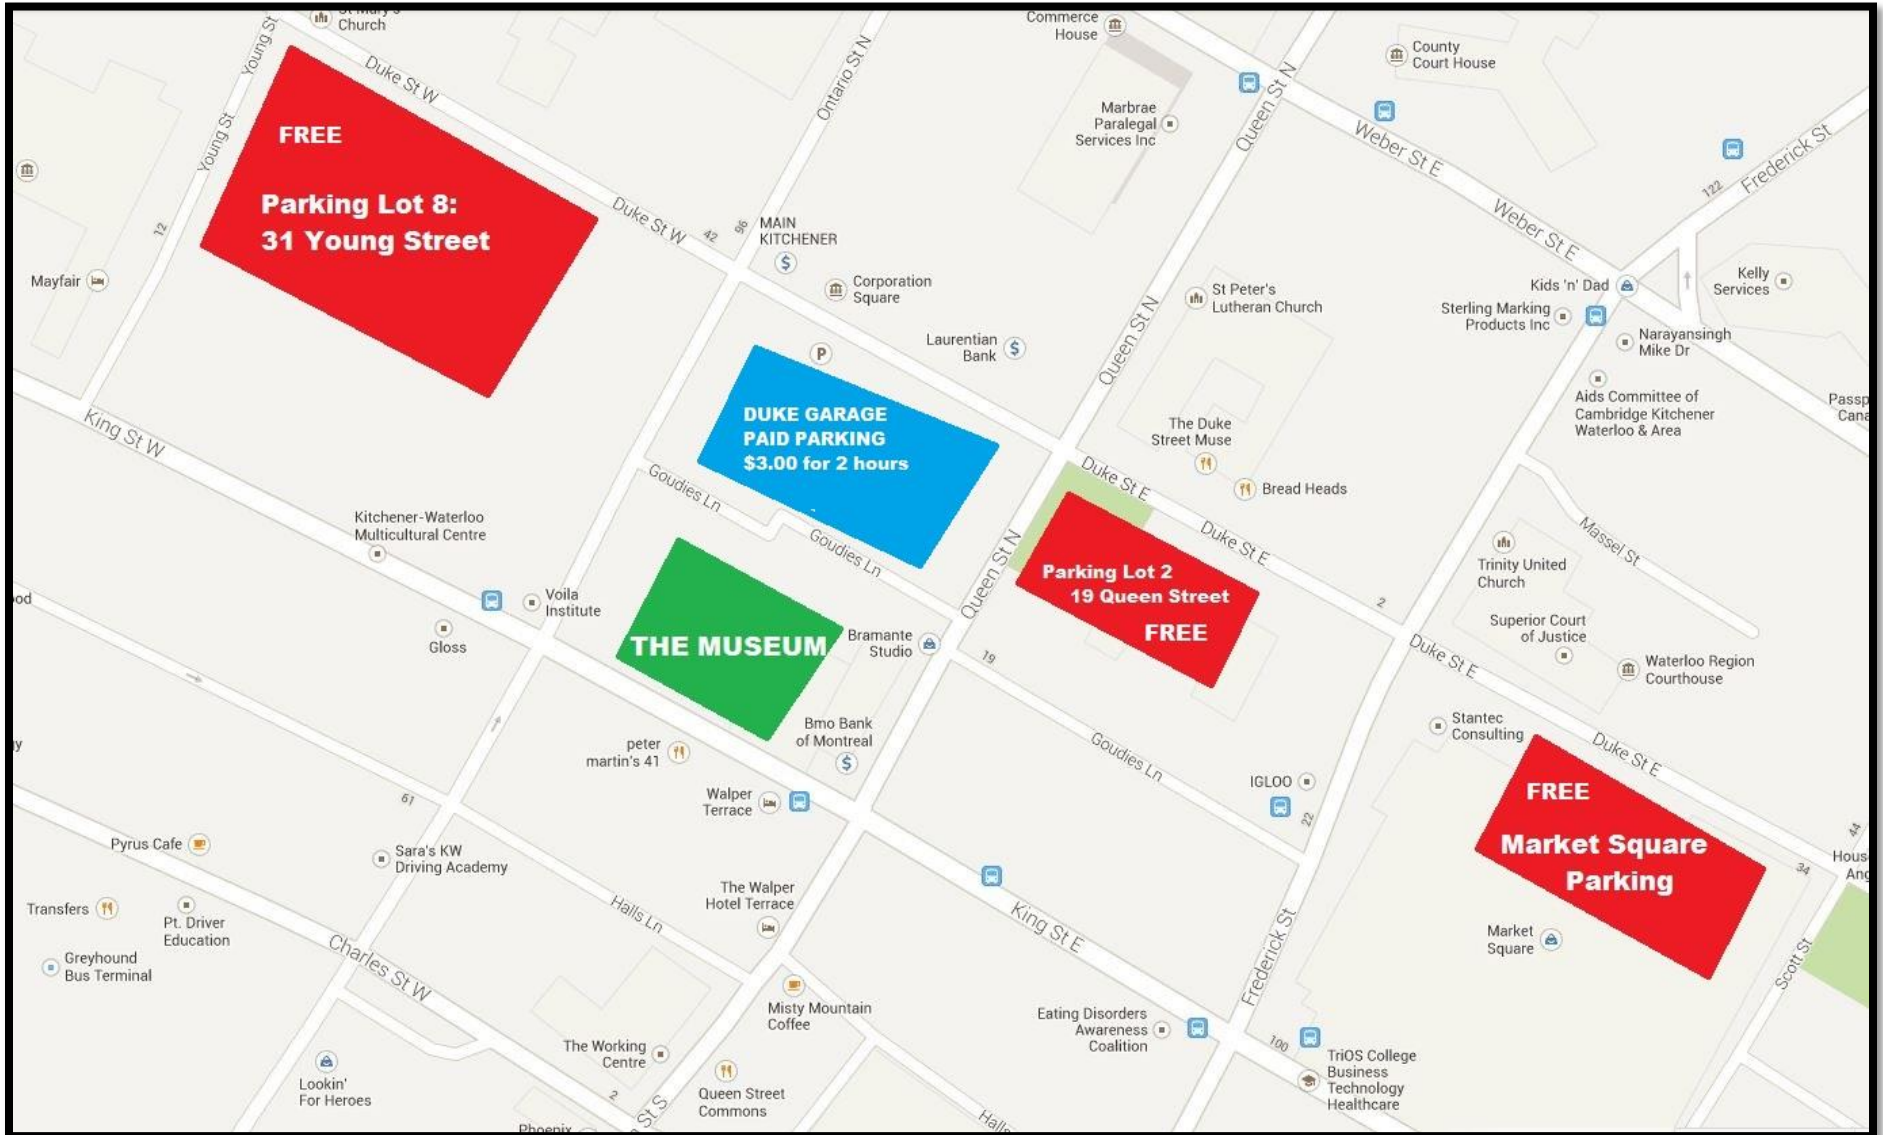 St Mary's
Church
Young St
Duke St W
Ontario St N
Commerce
House
Queen St N
County
Court House
Marbrae
Paralegal
Services Inc
Weber St E
Frederick St
122
Young St
12
FREE
Parking Lot 8:
31 Young Street
Duke St W
42
96
MAIN
KITCHENER
Corporation
Square
Mayfair
Weber St E
Kids 'n' Dad
Kelly
Services
Sterling Marking
Products Inc
Narayansingh
Mike Dr
St Peter's
Lutheran Church
Queen St N
Laurentian
Bank
P
Aids Committee of
Cambridge Kitchener
Waterloo & Area
Passp
Cana
King St W
DUKE GARAGE
PAID PARKING
$3.00 for 2 hours
The Duke
Street Muse
Bread Heads
Duke St E
Duke St E
Goudies Ln
Goudies Ln
Kitchener-Waterloo
Multicultural Centre
Massel St
Trinity United
Church
Queen St N
Parking Lot 2
19 Queen Street
FREE
2
Superior Court
of Justice
Waterloo Region
Courthouse
Duke St E
od
Voila
Institute
Gloss
THE MUSEUM
Bramante
Studio
19
Bmo Bank
of Montreal
peter
martin's 41
Walper
Terrace
Goudies Ln
Stantec
Consulting
Duke St E
IGLOO
22
FREE
Market Square
Parking
34
44
Hous
Ang
gy
61
Pyrus Cafe
Sara's KW
Driving Academy
Transfers
Pt. Driver
Education
Greyhound
Bus Terminal
Charles St W
Halls Ln
The Walper
Hotel Terrace
King St E
Frederick St
Market
Square
Scott St
Misty Mountain
Coffee
Eating Disorders
Awareness
Coalition
100
TriOS College
Business
Technology
Healthcare
The Working
Centre
Lookin'
For Heroes
2
Queen Street
Commons
St S
Halls
Phoenix